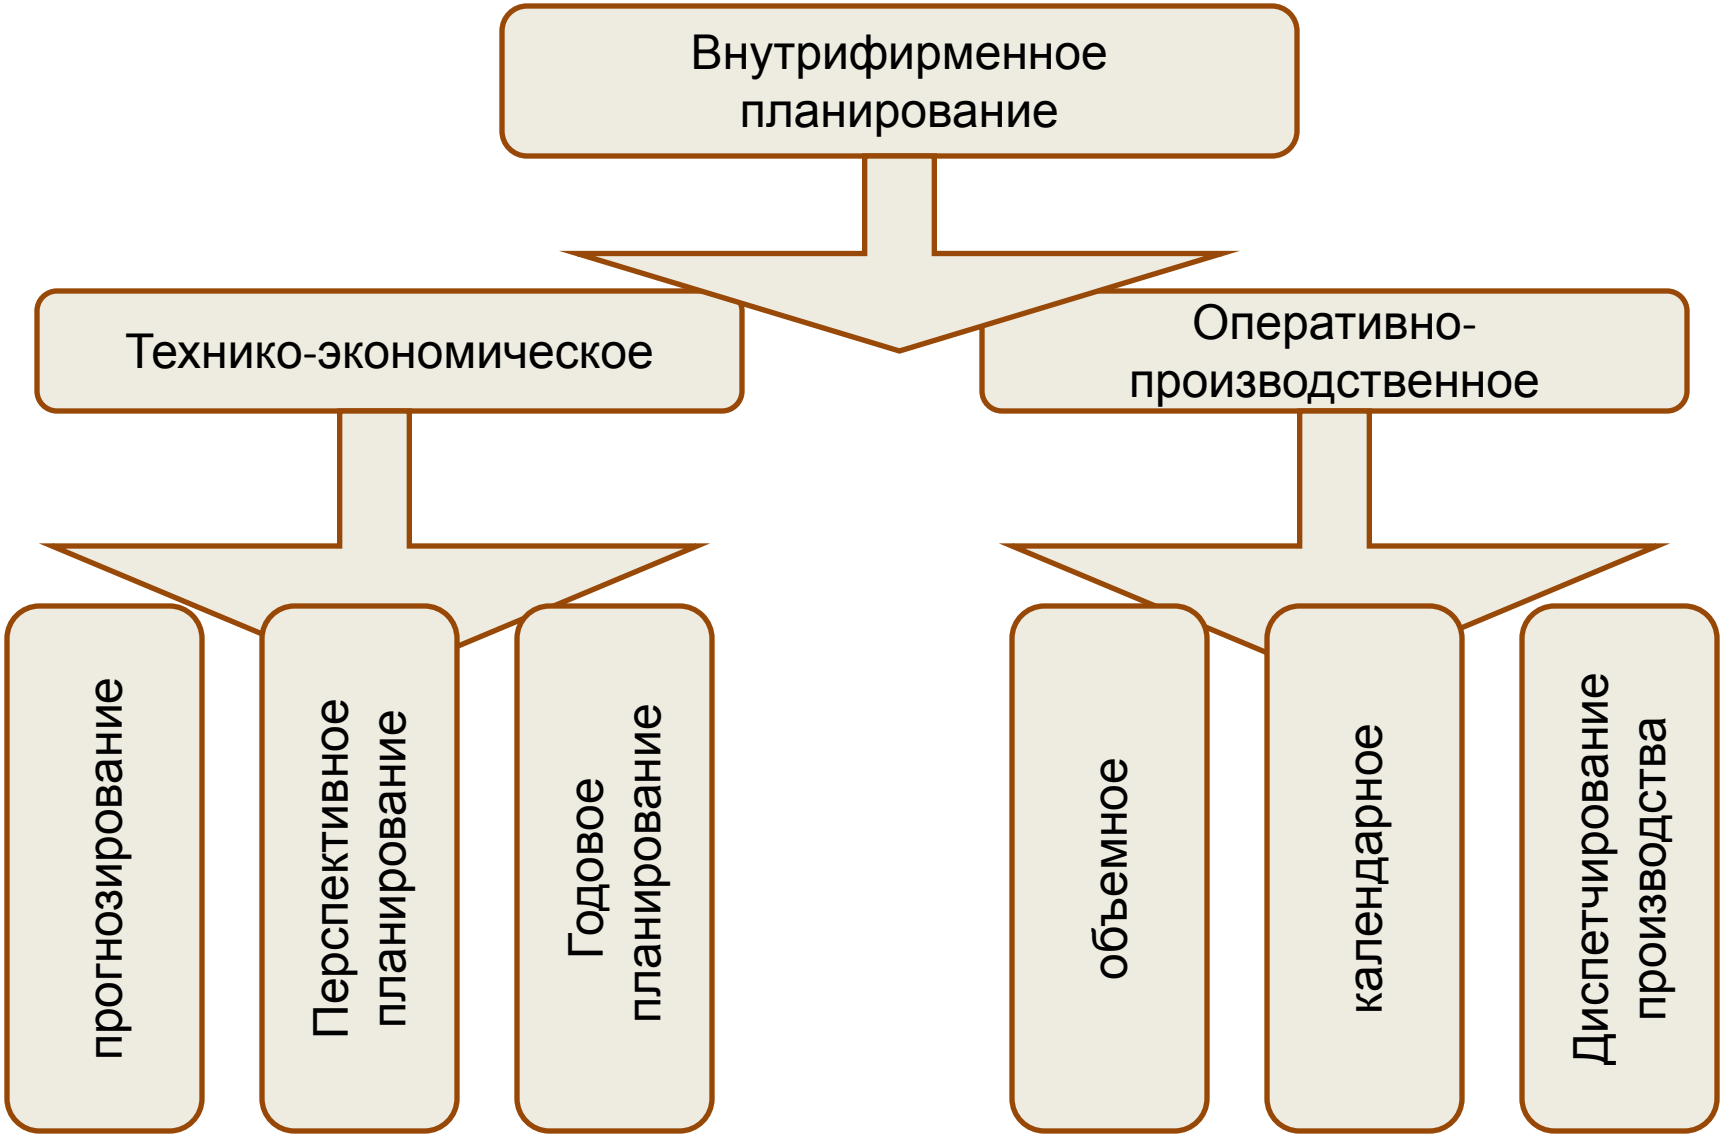 Внутрифирменное
планирование
Технико-экономическое
Оперативно-
производственное
прогнозирование
Перспективное
планирование
Годовое
планирование
объемное
календарное
Диспетчирование
производства